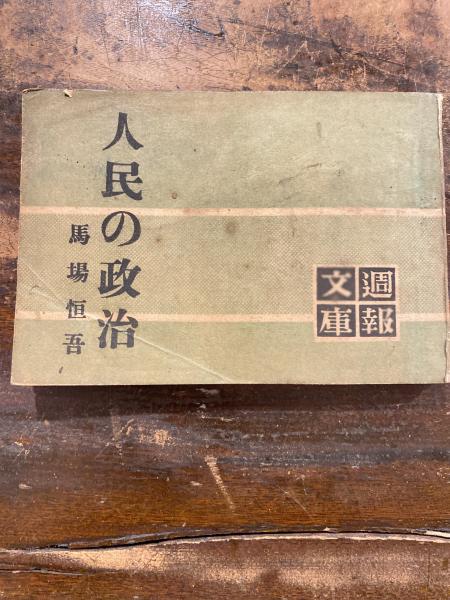 人民の政治
馬場恒吾
週報
文庫